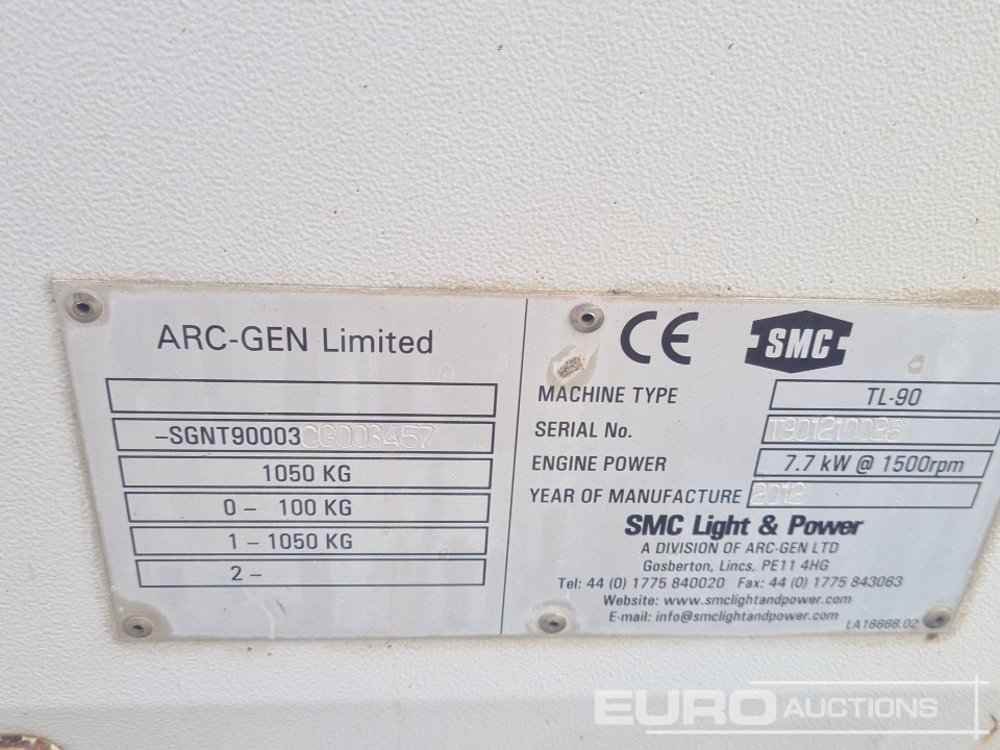 ARC-GEN Limited
-SGNT90003CG003457
1050 KG
0 - 100 KG
1 - 1050 KG
2 -
CE SMC
MACHINE TYPE TL-90
SERIAL No. T901210026
ENGINE POWER 7.7 kW @ 1500rpm
YEAR OF MANUFACTURE 2012
SMC Light & Power
A DIVISION OF ARC-GEN LTD
Gosberton, Lincs, PE11 4HG
Tel: 44 (0) 1775 840020 Fax: 44 (0) 1775 843063
Website: www.smclightandpower.com
E-mail: info@smclightandpower.com
LA16666.02
EURO AUCTIONS